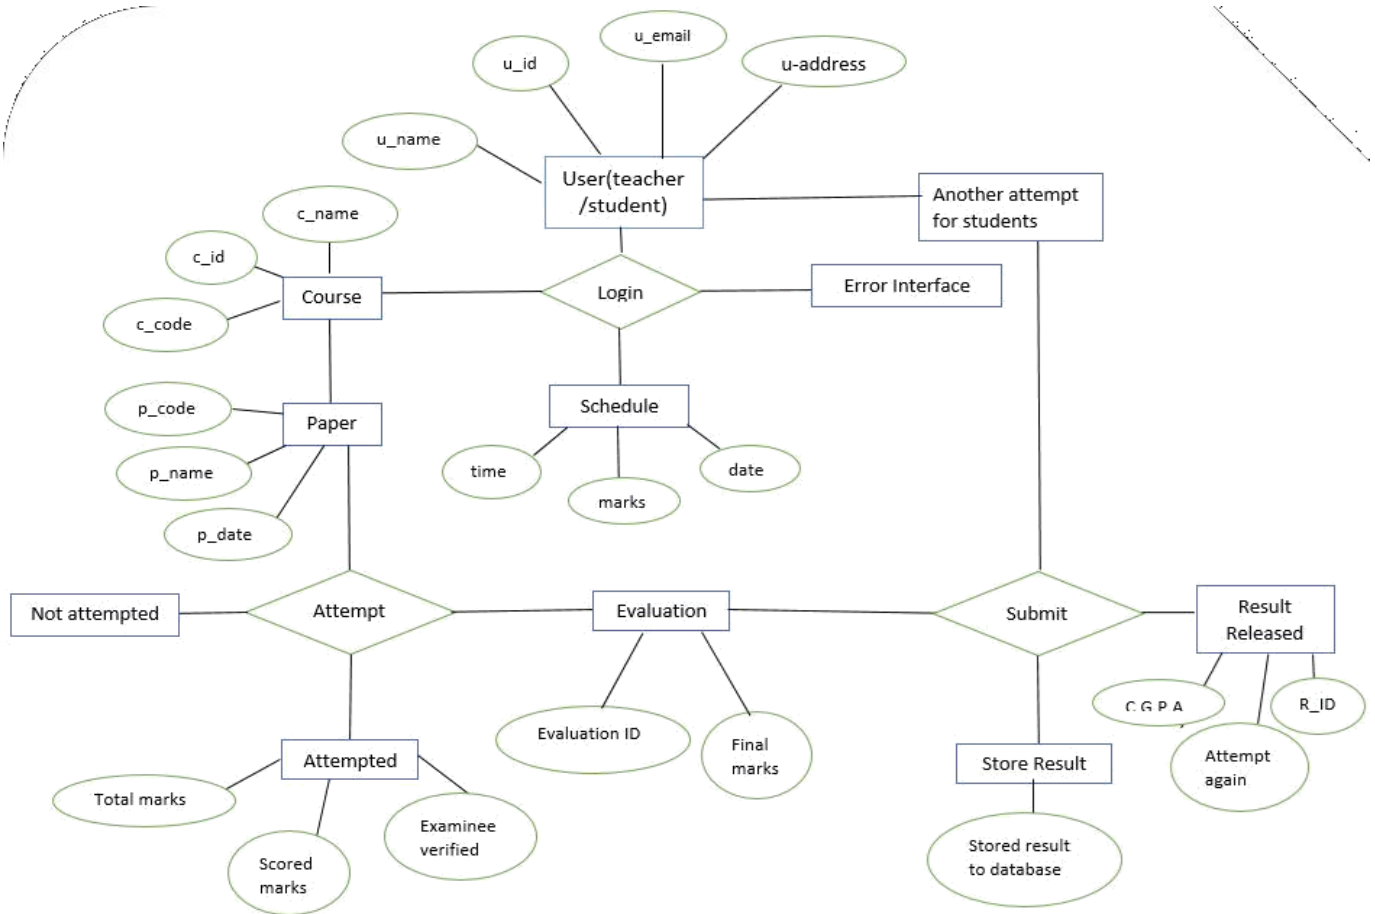 u_email
u_id
u-address
u_name
User(teacher
/student)
Another attempt
for students
c_name
c_id
Course
c_code
Login
Error Interface
p_code
Paper
p_name
p_date
Schedule
time
marks
date
Not attempted
Attempt
Evaluation
Submit
Result
Released
C G P A
R_ID
Attempt
again
Evaluation ID
Final
marks
Attempted
Total marks
Scored
marks
Examinee
verified
Store Result
Stored result
to database